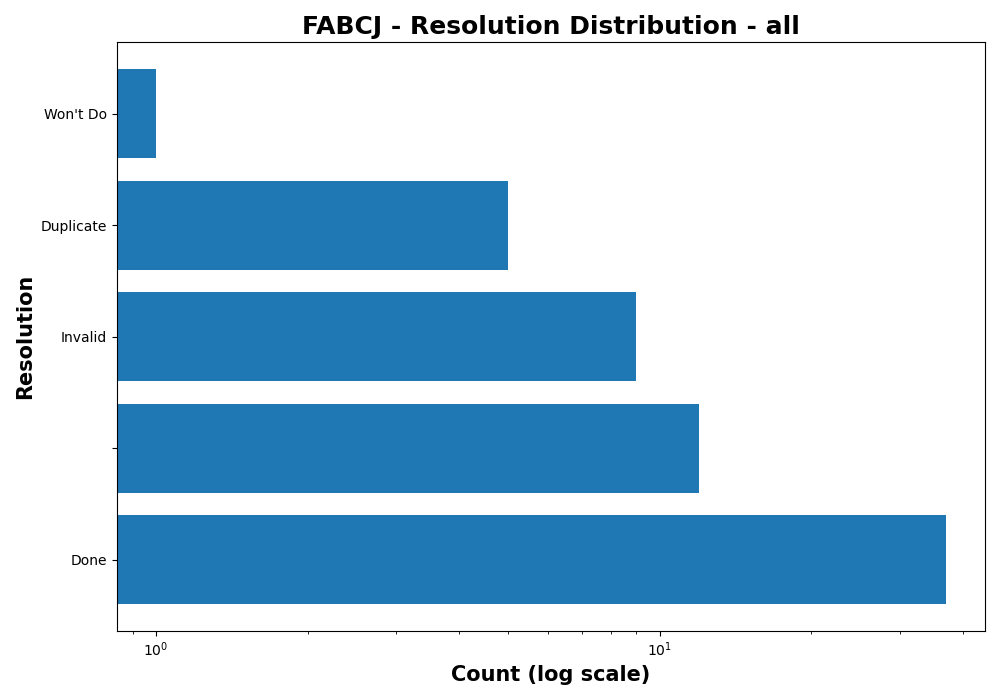 FABCJ - Resolution Distribution - all
Won't Do
Duplicate
Invalid
Done
Resolution
10⁰
10¹
Count (log scale)